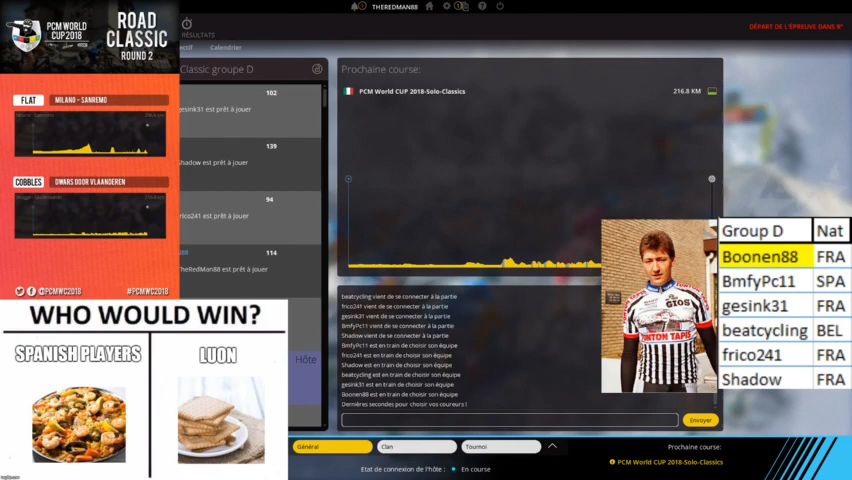 THEREDMAN88
PCM WORLD
CUP 2018
ROAD
CLASSIC
ROUND 2
RÉSULTATS
ectif
Calendrier
DÉPART DE L'ÉPREUVE DANS 8"
FLAT
MILANO - SANREMO
COBBLES
DWARS DOOR VLAANDEREN
@PCMWC2018
#PCMWC2018
Classic groupe D
102
gesink31 est prêt à jouer
139
Shadow est prêt à jouer
94
frico241 est prêt à jouer
88
114
TheRedMan88 est prêt à jouer
Hôte
Prochaine course:
PCM World CUP 2018-Solo-Classics
216.8 KM
beatcycling vient de se connecter à la partie
frico241 vient de se connecter à la partie
gesink31 vient de se connecter à la partie
BmfyPc11 vient de se connecter à la partie
Shadow vient de se connecter à la partie
BmfyPc11 est en train de choisir son équipe
frico241 est en train de choisir son équipe
Shadow est en train de choisir son équipe
beatcycling est en train de choisir son équipe
gesink31 est en train de choisir son équipe
Boonen88 est en train de choisir son équipe
Dernières secondes pour choisir vos coureurs !
Envoyer
GIOS
TON TAPIS
Group D Nat
Boonen88 FRA
BmfyPc11 SPA
gesink31 FRA
beatcycling BEL
frico241 FRA
Shadow FRA
WHO WOULD WIN?
SPANISH PLAYERS
LUON
imgflip.com
Général
Clan
Tournoi
Prochaine course:
Etat de connexion de l'hôte :
En course
PCM World CUP 2018-Solo-Classics